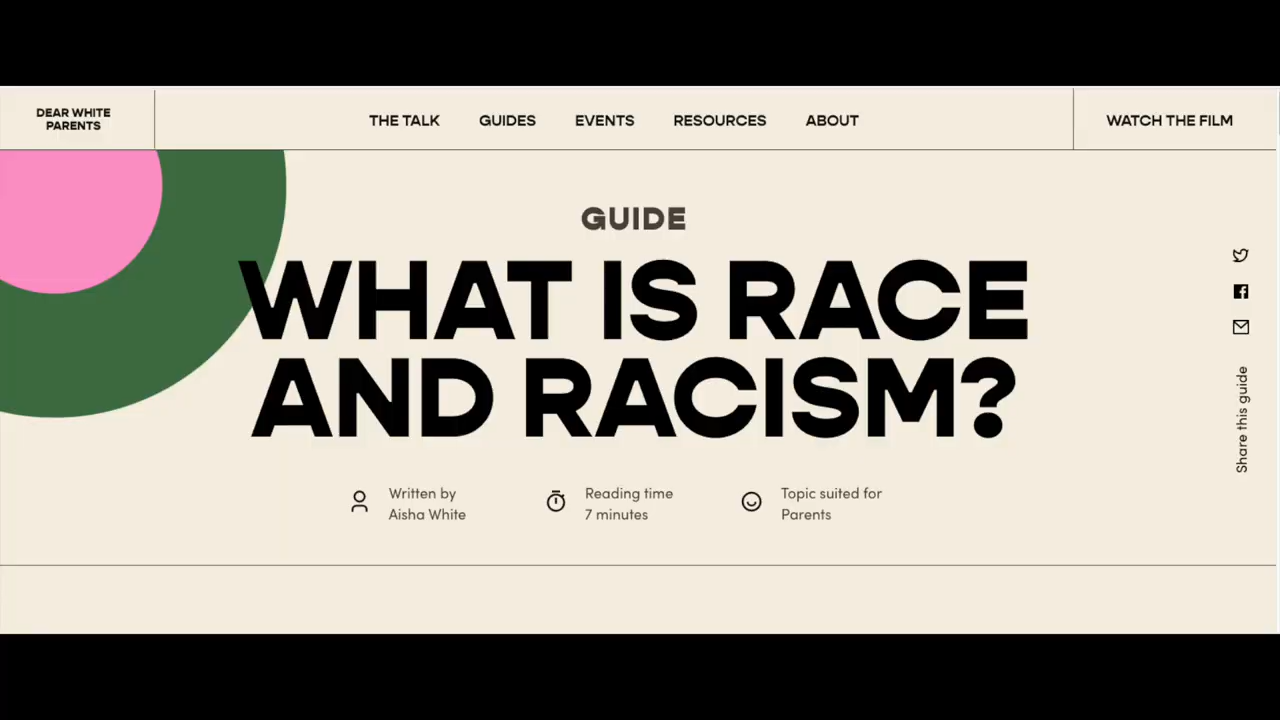 DEAR WHITE
PARENTS
THE TALK
GUIDES
EVENTS
RESOURCES
ABOUT
WATCH THE FILM
GUIDE
WHAT IS RACE
AND RACISM?
Written by
Aisha White
Reading time
7 minutes
Topic suited for
Parents
Share this guide